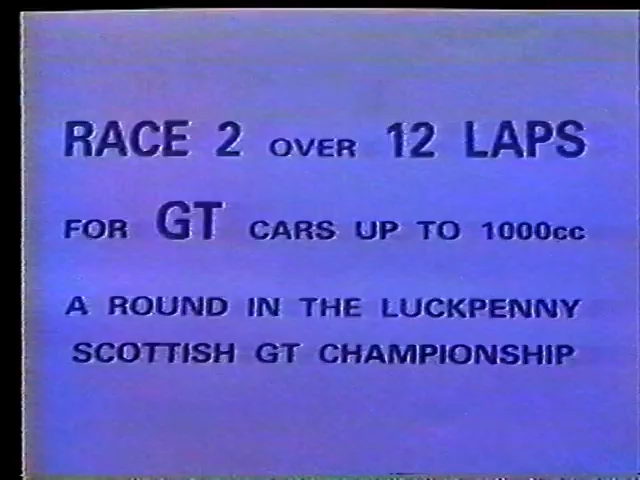 RACE 2 OVER 12 LAPS
FOR GT CARS UP TO 1000cc
A ROUND IN THE LUCKPENNY
SCOTTISH GT CHAMPIONSHIP